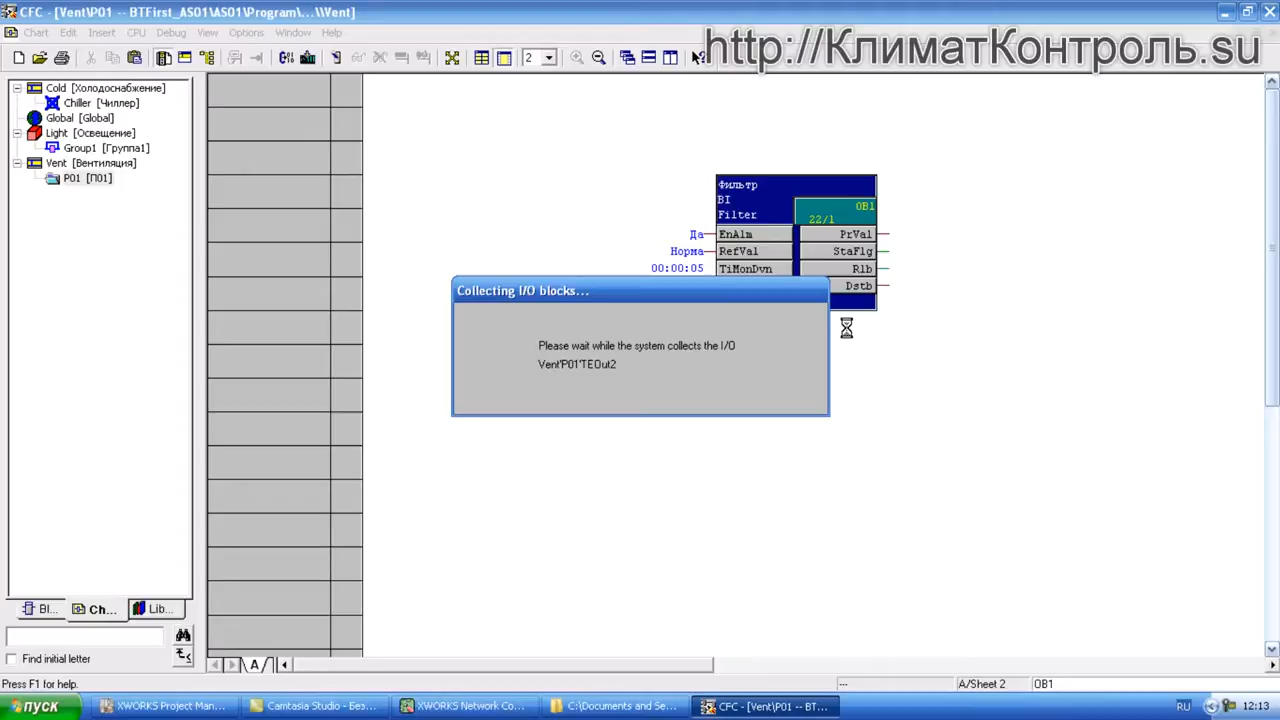 CFC - [Vent\P01 -- BTFirst_AS01\AS01\Program\...\\Vent]
Chart Edit Insert CPU Debug View Options Window Help
http://КлиматКонтроль.su
2
Cold [Холодоснабжение]
Chiller [Чиллер]
Global [Global]
Light [Освещение]
Group1 [Группа1]
Vent [Вентиляция]
P01 [П01]
Фильтр
BI
Filter
OB1
22/1
Да EnAlm PrVal
Норма RefVal StaFlg
00:00:05 TiMonDvn Rlb
Dstb
Collecting I/O blocks...
Please wait while the system collects the I/O
Vent'P01'TEOut2
Bl... Ch... Lib...
Find initial letter
A
Press F1 for help.
--- A/Sheet 2 OB1
пуск
XWORKS Project Man...
Camtasia Studio - Без...
XWORKS Network Co...
C:\Documents and Se...
CFC - [Vent\P01 -- BT...
RU 12:13